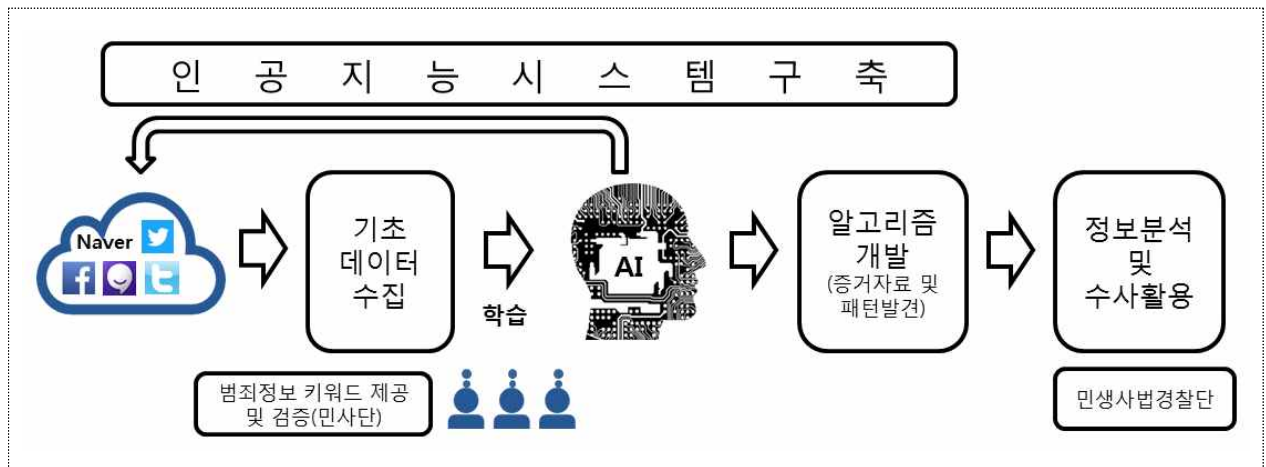 인 공 지 능 시 스 템 구 축
Naver
기초
데이터
수집
학습
AI
알고리즘
개발
(증거자료 및
패턴발견)
정보분석
및
수사활용
범죄정보 키워드 제공
및 검증(민사단)
민생사법경찰단